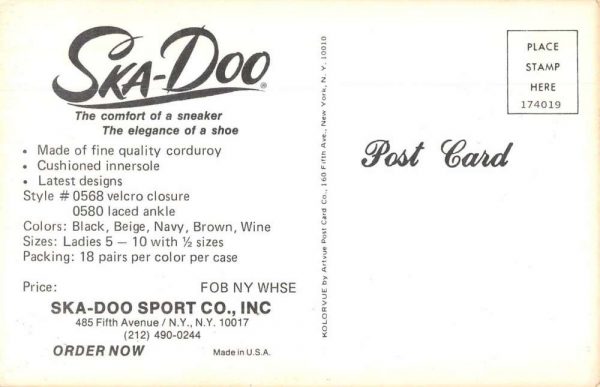 SKA-DOO®
The comfort of a sneaker
The elegance of a shoe
• Made of fine quality corduroy
• Cushioned innersole
• Latest designs
Style # 0568 velcro closure
0580 laced ankle
Colors: Black, Beige, Navy, Brown, Wine
Sizes: Ladies 5 – 10 with ½ sizes
Packing: 18 pairs per color per case
Price: FOB NY WHSE
SKA-DOO SPORT CO., INC
485 Fifth Avenue / N.Y., N.Y. 10017
(212) 490-0244
ORDER NOW Made in U.S.A.
KOLORVUE by Artvue Post Card Co., 160 Fifth Ave., New York, N. Y. 10010
PLACE
STAMP
HERE
174019
Post Card